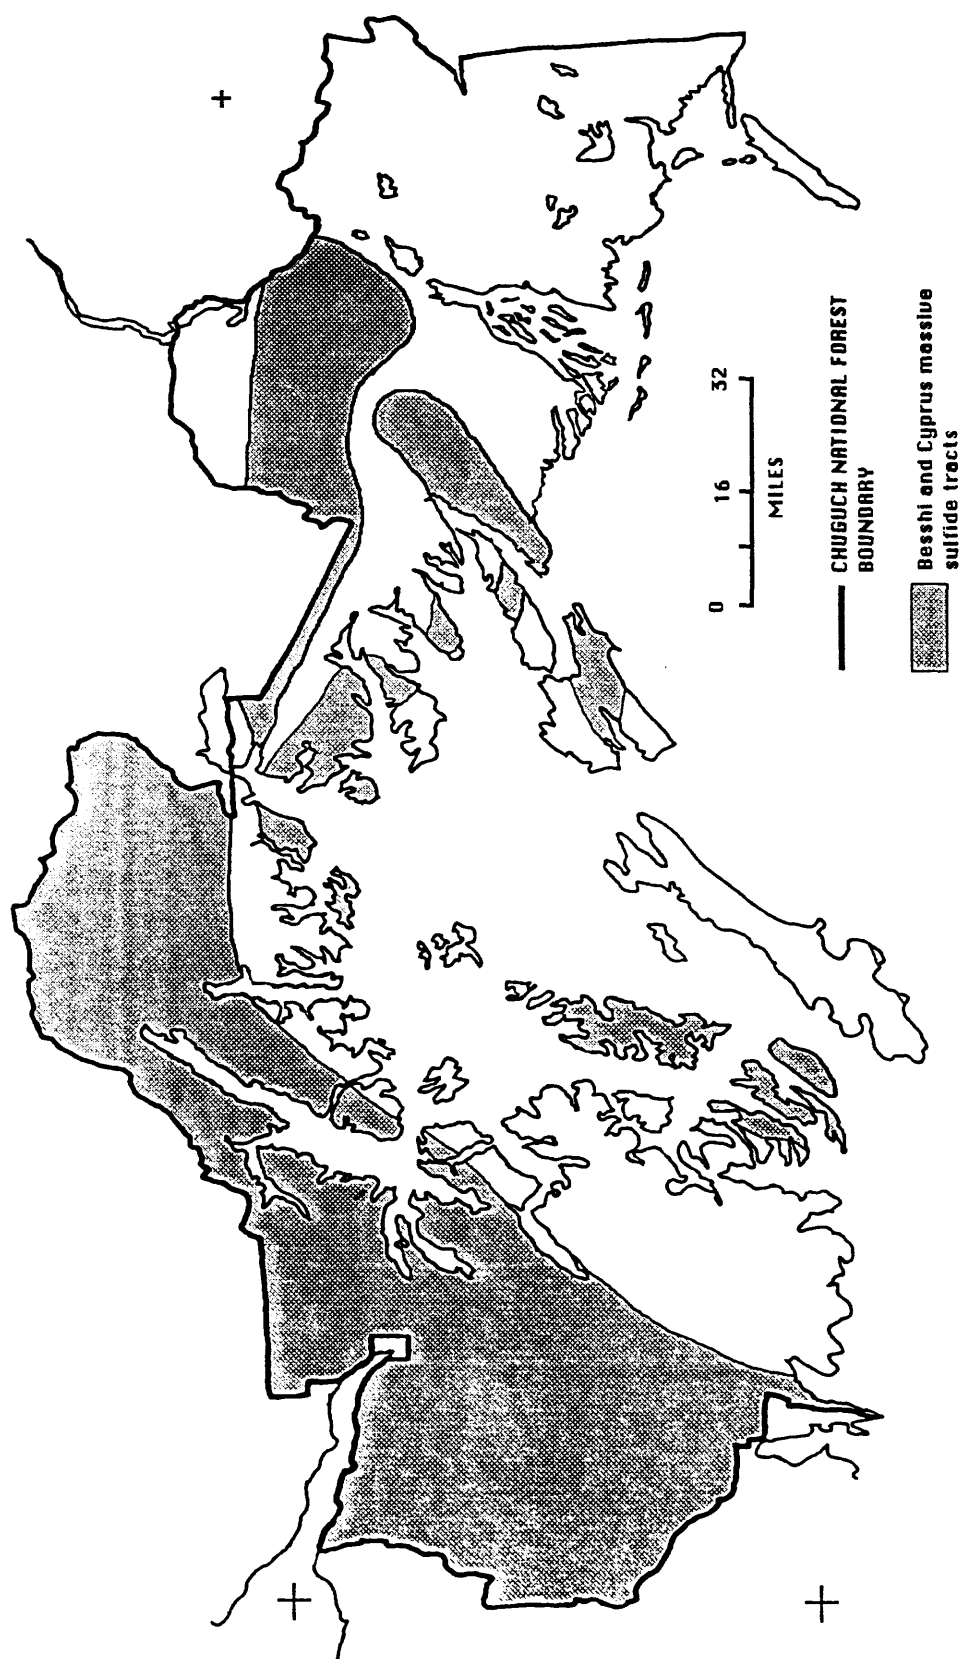 0 16 32
MILES
CHUGUCH NATIONAL FOREST
BOUNDARY
Besshi and Cyprus massive
sulfide tracts